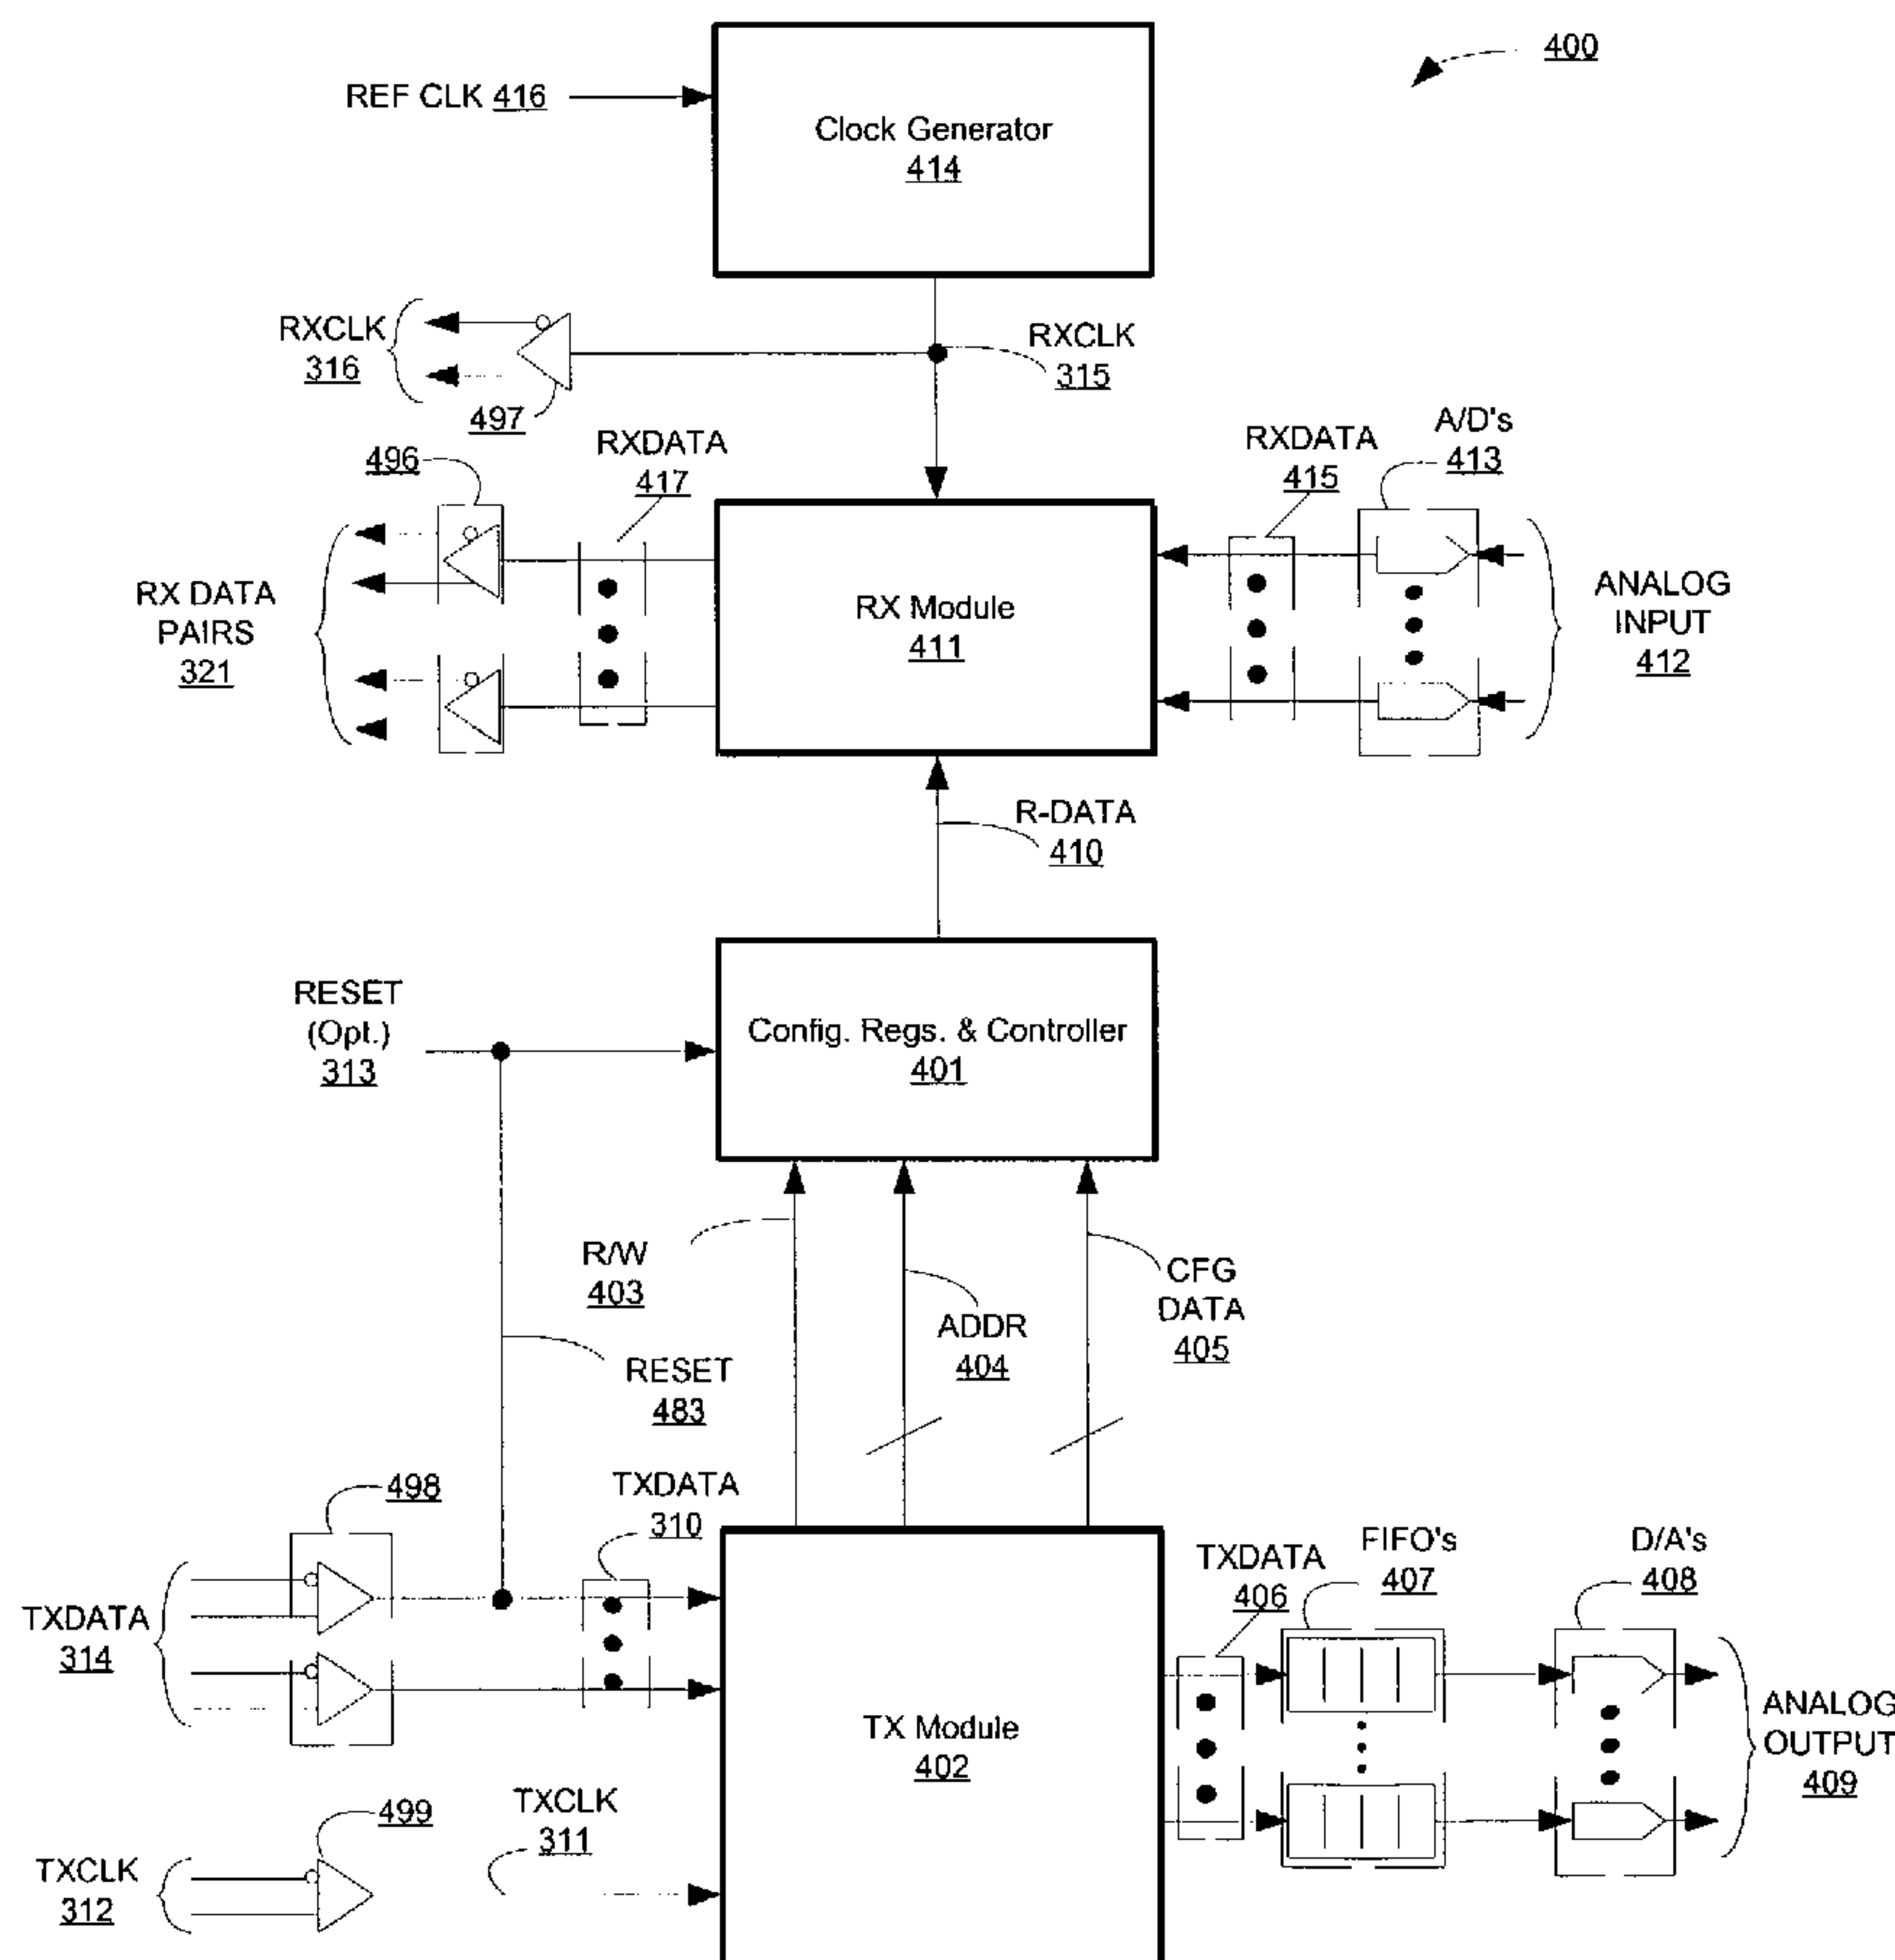 400
REF CLK 416
Clock Generator
414
RXCLK
316
497
RXCLK
315
496
RXDATA
417
RXDATA
415
A/D's
413
RX DATA
PAIRS
321
RX Module
411
ANALOG
INPUT
412
R-DATA
410
RESET
(Opt.)
313
Config. Regs. & Controller
401
R/W
403
ADDR
404
CFG
DATA
405
RESET
483
498
TXDATA
310
TXDATA
314
TX Module
402
TXDATA
406
FIFO's
407
D/A's
408
ANALOG
OUTPUT
409
499
TXCLK
311
TXCLK
312